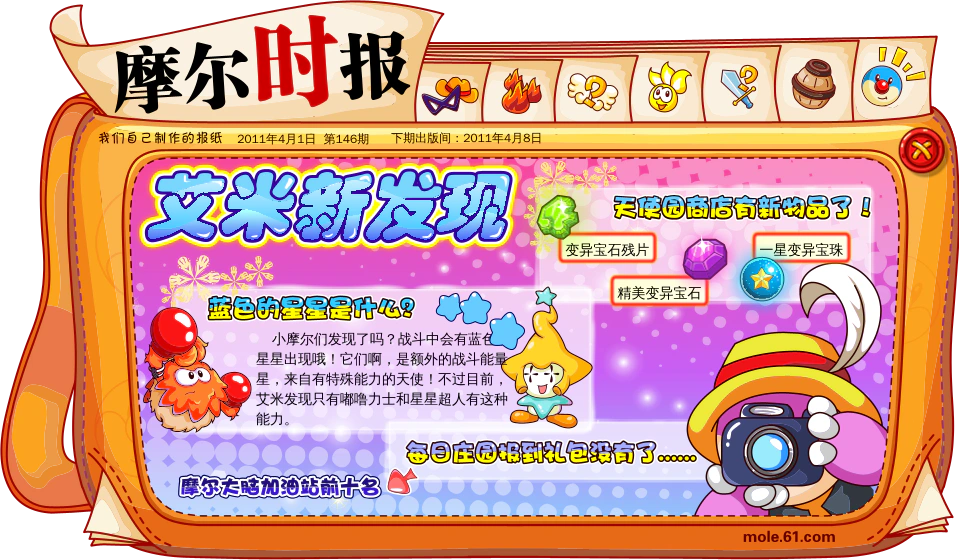 摩尔时报
我们自己制作的报纸 2011年4月1日 第146期 下期出版间：2011年4月8日
艾米新发现
天使园商店有新物品了！
变异宝石残片
一星变异宝珠
精美变异宝石
蓝色的星星是什么？
小摩尔们发现了吗？战斗中会有蓝色
星星出现哦！它们啊，是额外的战斗能量
星，来自有特殊能力的天使！不过目前，
艾米发现只有嘟噜力士和星星超人有这种
能力。
每日庄园报到礼包没有了……
摩尔大脑加油站前十名
mole.61.com